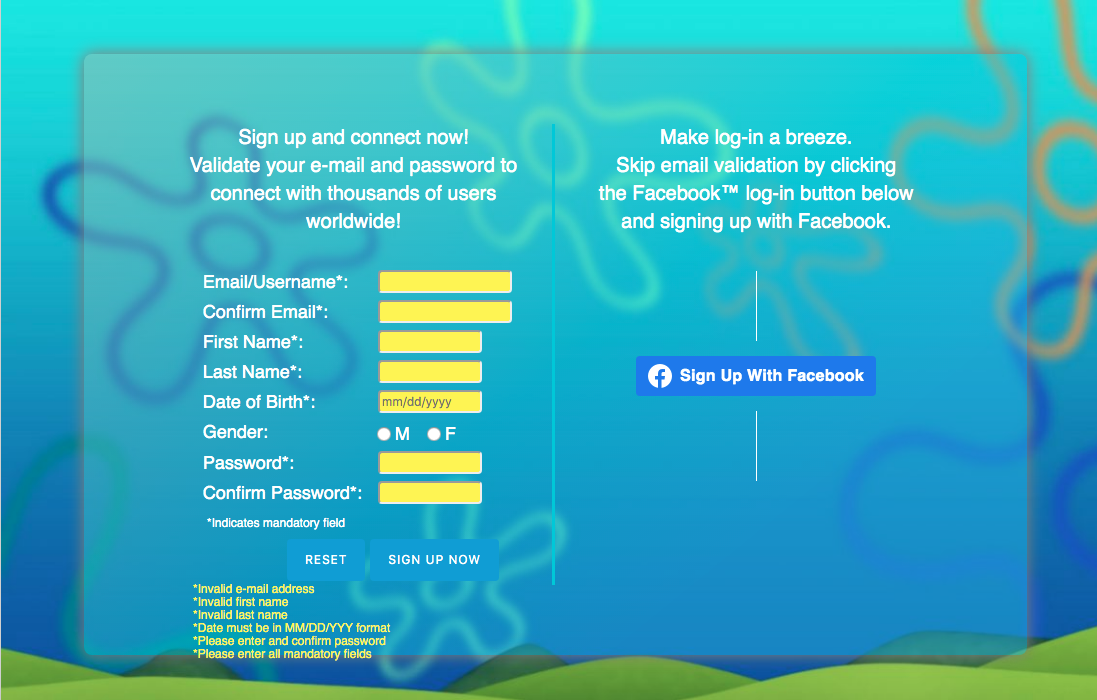 Sign up and connect now!
Validate your e-mail and password to
connect with thousands of users
worldwide!
Email/Username*:
Confirm Email*:
First Name*:
Last Name*:
Date of Birth*:
mm/dd/yyyy
Gender:
M F
Password*:
Confirm Password*:
*Indicates mandatory field
RESET
SIGN UP NOW
*Invalid e-mail address
*Invalid first name
*Invalid last name
*Date must be in MM/DD/YYY format
*Please enter and confirm password
*Please enter all mandatory fields
Make log-in a breeze.
Skip email validation by clicking
the Facebook™ log-in button below
and signing up with Facebook.
Sign Up With Facebook